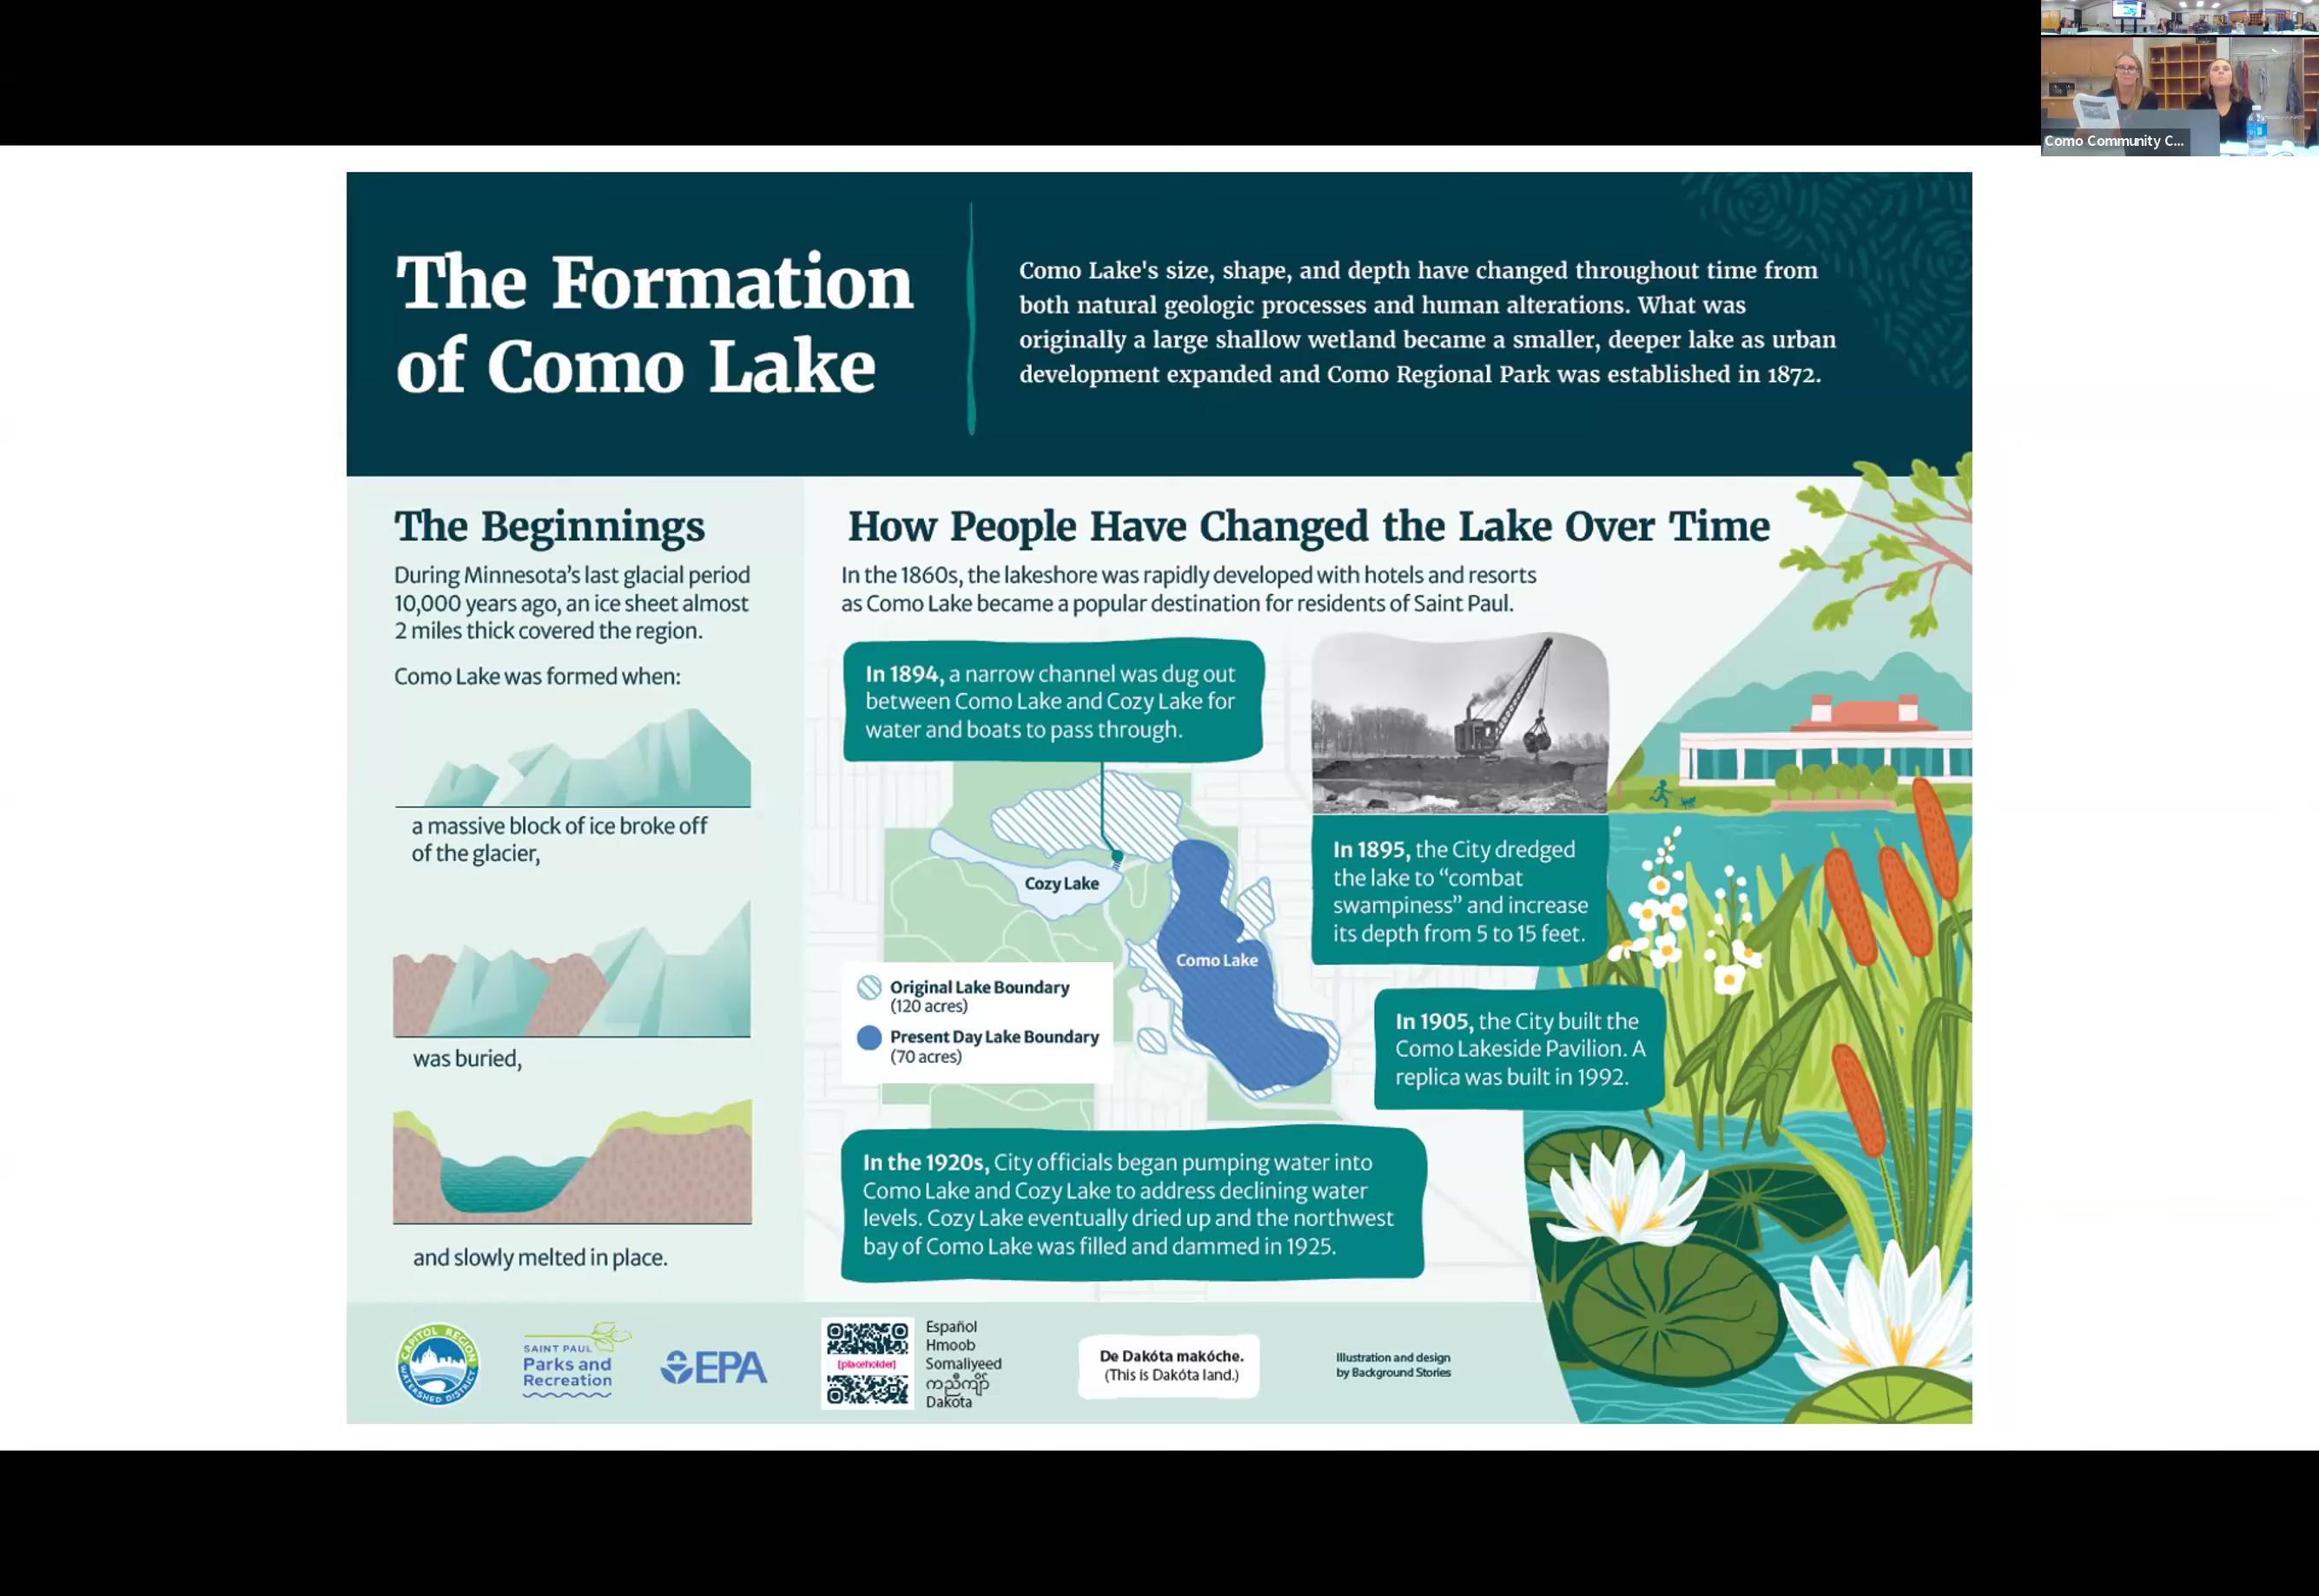 Como Community C...
The Formation
of Como Lake
Como Lake's size, shape, and depth have changed throughout time from
both natural geologic processes and human alterations. What was
originally a large shallow wetland became a smaller, deeper lake as urban
development expanded and Como Regional Park was established in 1872.
The Beginnings
During Minnesota's last glacial period
10,000 years ago, an ice sheet almost
2 miles thick covered the region.
Como Lake was formed when:
a massive block of ice broke off
of the glacier,
was buried,
and slowly melted in place.
How People Have Changed the Lake Over Time
In the 1860s, the lakeshore was rapidly developed with hotels and resorts
as Como Lake became a popular destination for residents of Saint Paul.
In 1894, a narrow channel was dug out
between Como Lake and Cozy Lake for
water and boats to pass through.
Cozy Lake
Como Lake
Original Lake Boundary
(120 acres)
Present Day Lake Boundary
(70 acres)
In 1895, the City dredged
the lake to “combat
swampiness” and increase
its depth from 5 to 15 feet.
In 1905, the City built the
Como Lakeside Pavilion. A
replica was built in 1992.
In the 1920s, City officials began pumping water into
Como Lake and Cozy Lake to address declining water
levels. Cozy Lake eventually dried up and the northwest
bay of Como Lake was filled and dammed in 1925.
CAPITOL REGION
WATERSHED DISTRICT
SAINT PAUL
Parks and
Recreation
EPA
[placeholder]
Español
Hmoob
Somaliyeed
ကညီကျိာ်
Dakota
De Dakóta makóche.
(This is Dakóta land.)
Illustration and design
by Background Stories